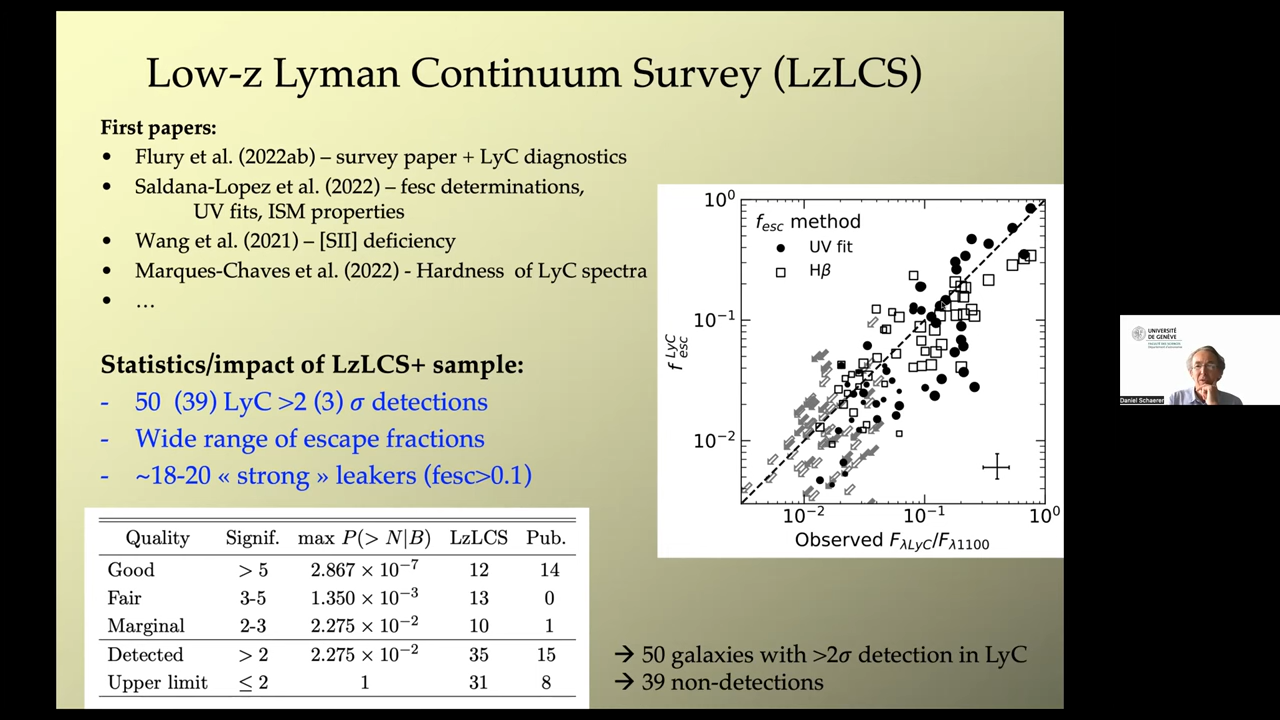 Low-z Lyman Continuum Survey (LzLCS)
First papers:
• Flury et al. (2022ab) – survey paper + LyC diagnostics
• Saldana-Lopez et al. (2022) – fesc determinations,
UV fits, ISM properties
• Wang et al. (2021) – [SII] deficiency
• Marques-Chaves et al. (2022) - Hardness of LyC spectra
• …
Statistics/impact of LzLCS+ sample:
- 50 (39) LyC >2 (3) σ detections
- Wide range of escape fractions
- ~18-20 « strong » leakers (fesc>0.1)
Quality Signif. max P(> N|B) LzLCS Pub.
Good > 5 2.867 × 10⁻⁷ 12 14
Fair 3-5 1.350 × 10⁻³ 13 0
Marginal 2-3 2.275 × 10⁻² 10 1
Detected > 2 2.275 × 10⁻² 35 15
Upper limit ≤ 2 1 31 8
f_esc method
UV fit
Hβ
10⁰
10⁻¹
10⁻²
f_esc^LyC
10⁻² 10⁻¹ 10⁰
Observed F_λLyC/F_λ1100
→ 50 galaxies with >2σ detection in LyC
→ 39 non-detections
UNIVERSITÉ
DE GENÈVE
Daniel Schaerer